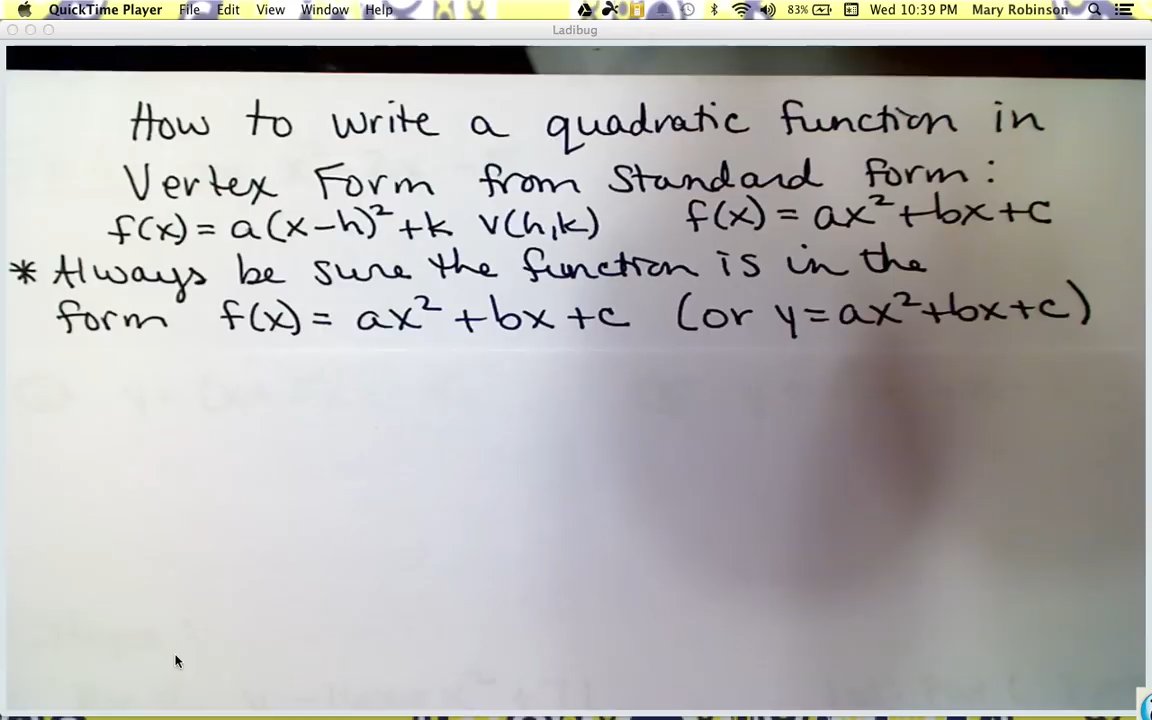 QuickTime Player File Edit View Window Help 83% Wed 10:39 PM Mary Robinson
Ladibug
How to write a quadratic function in
Vertex Form from Standard form:
f(x) = a(x-h)² + k V(h,k) f(x) = ax² + bx + c
* Always be sure the function is in the
form f(x) = ax² + bx + c (or y = ax² + bx + c)